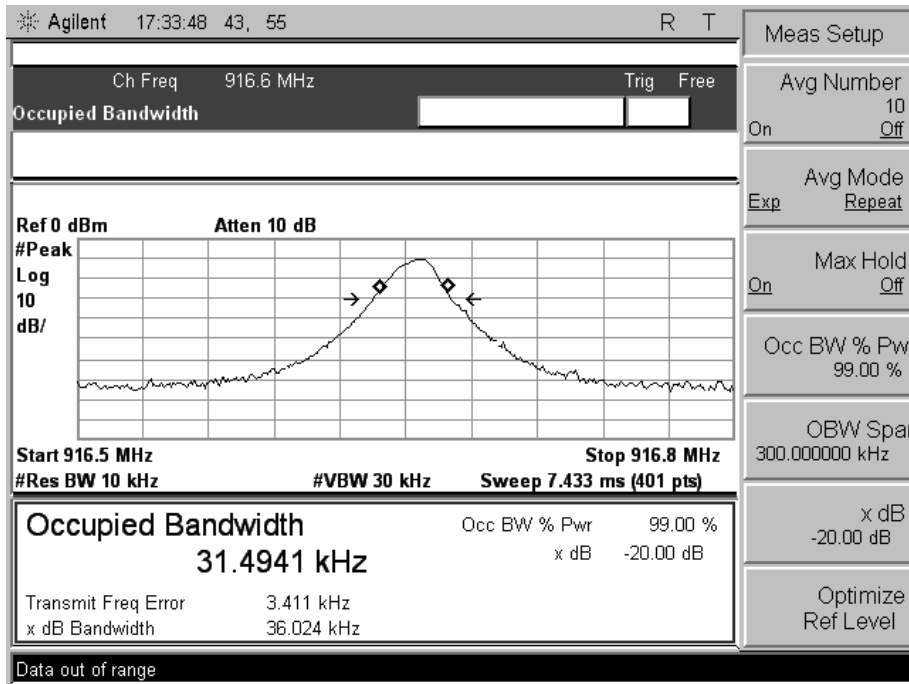 Agilent 17:33:48 43, 55 R T
Ch Freq 916.6 MHz Trig Free
Occupied Bandwidth
Ref 0 dBm Atten 10 dB
#Peak
Log
10
dB/
Start 916.5 MHz Stop 916.8 MHz
#Res BW 10 kHz #VBW 30 kHz Sweep 7.433 ms (401 pts)
Occupied Bandwidth Occ BW % Pwr 99.00 %
31.4941 kHz x dB -20.00 dB
Transmit Freq Error 3.411 kHz
x dB Bandwidth 36.024 kHz
Data out of range
Meas Setup
Avg Number
10
On Off
Avg Mode
Exp Repeat
Max Hold
On Off
Occ BW % Pw
99.00 %
OBW Spa
300.000000 kHz
x dB
-20.00 dB
Optimize
Ref Level